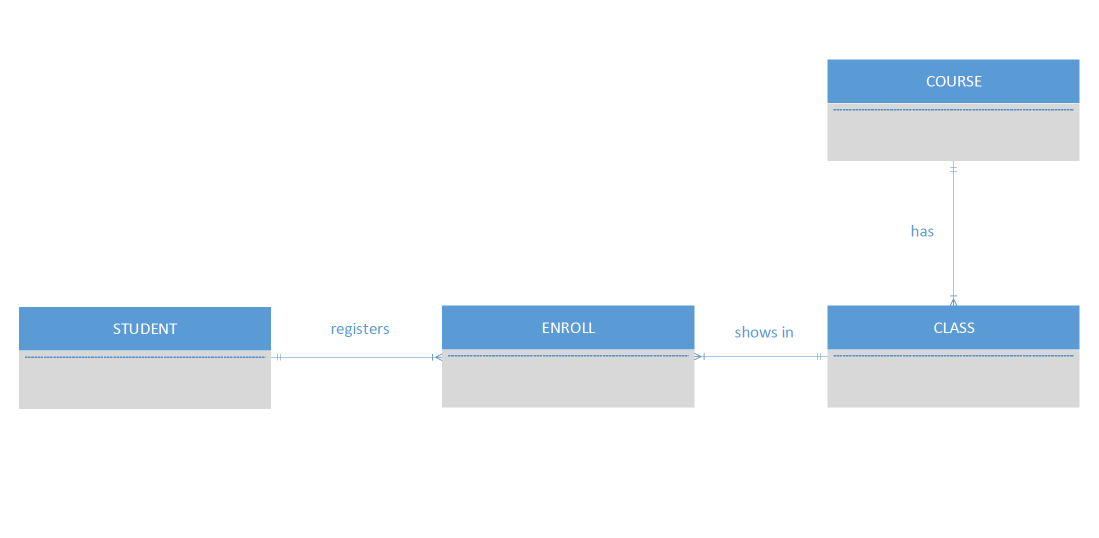 COURSE
has
STUDENT
registers
ENROLL
shows in
CLASS